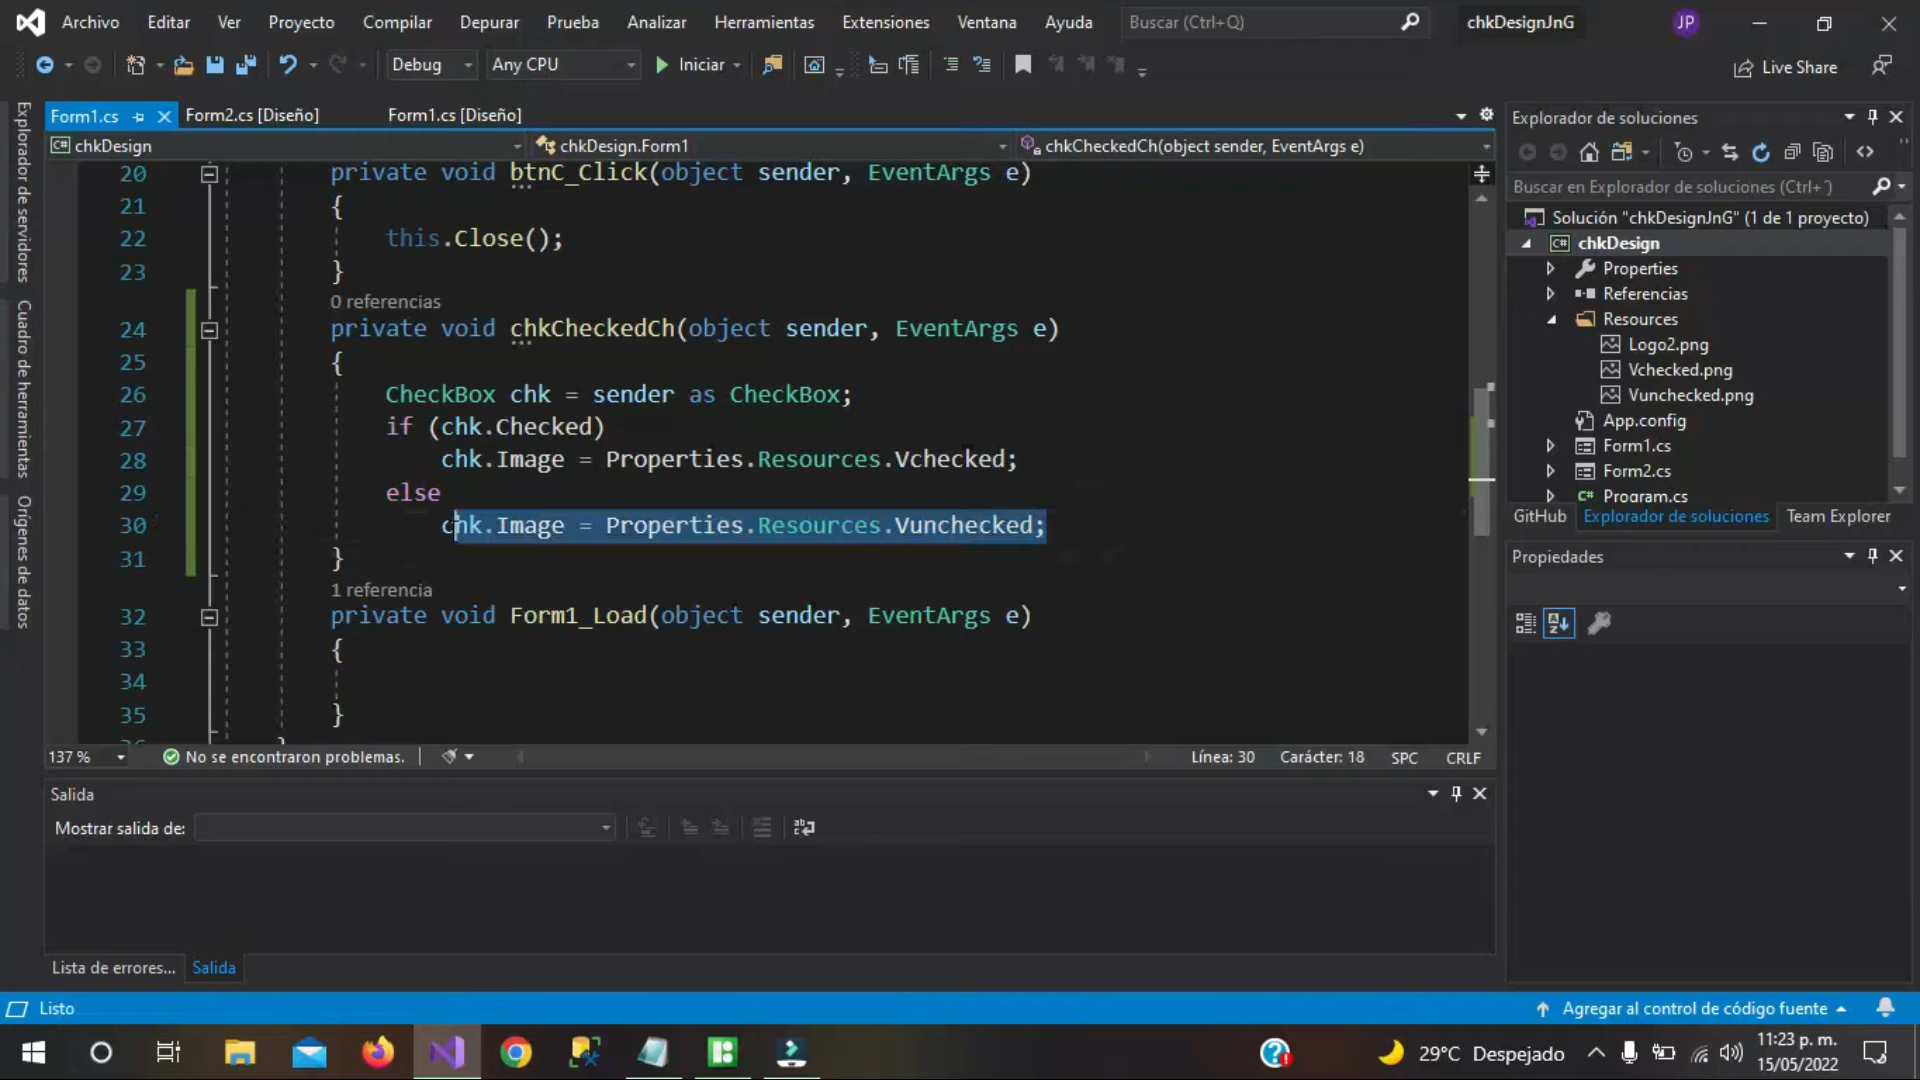 Archivo Editar Ver Proyecto Compilar Depurar Prueba Analizar Herramientas Extensiones Ventana Ayuda Buscar (Ctrl+Q) chkDesignJnG JP
Debug Any CPU Iniciar Live Share
Form1.cs Form2.cs [Diseño] Form1.cs [Diseño]
chkDesign chkDesign.Form1 chkCheckedCh(object sender, EventArgs e)
Explorador de servidores
Cuadro de herramientas
Orígenes de datos
20 private void btnC_Click(object sender, EventArgs e)
21 {
22 this.Close();
23 }
0 referencias
24 private void chkCheckedCh(object sender, EventArgs e)
25 {
26 CheckBox chk = sender as CheckBox;
27 if (chk.Checked)
28 chk.Image = Properties.Resources.Vchecked;
29 else
30 chk.Image = Properties.Resources.Vunchecked;
31 }
1 referencia
32 private void Form1_Load(object sender, EventArgs e)
33 {
34
35 }
137 % No se encontraron problemas. Línea: 30 Carácter: 18 SPC CRLF
Salida
Mostrar salida de:
Lista de errores... Salida
Explorador de soluciones
Buscar en Explorador de soluciones (Ctrl+´)
Solución "chkDesignJnG" (1 de 1 proyecto)
chkDesign
Properties
Referencias
Resources
Logo2.png
Vchecked.png
Vunchecked.png
App.config
Form1.cs
Form2.cs
Program.cs
GitHub Explorador de soluciones Team Explorer
Propiedades
Listo Agregar al control de código fuente
29°C Despejado 11:23 p. m.
15/05/2022